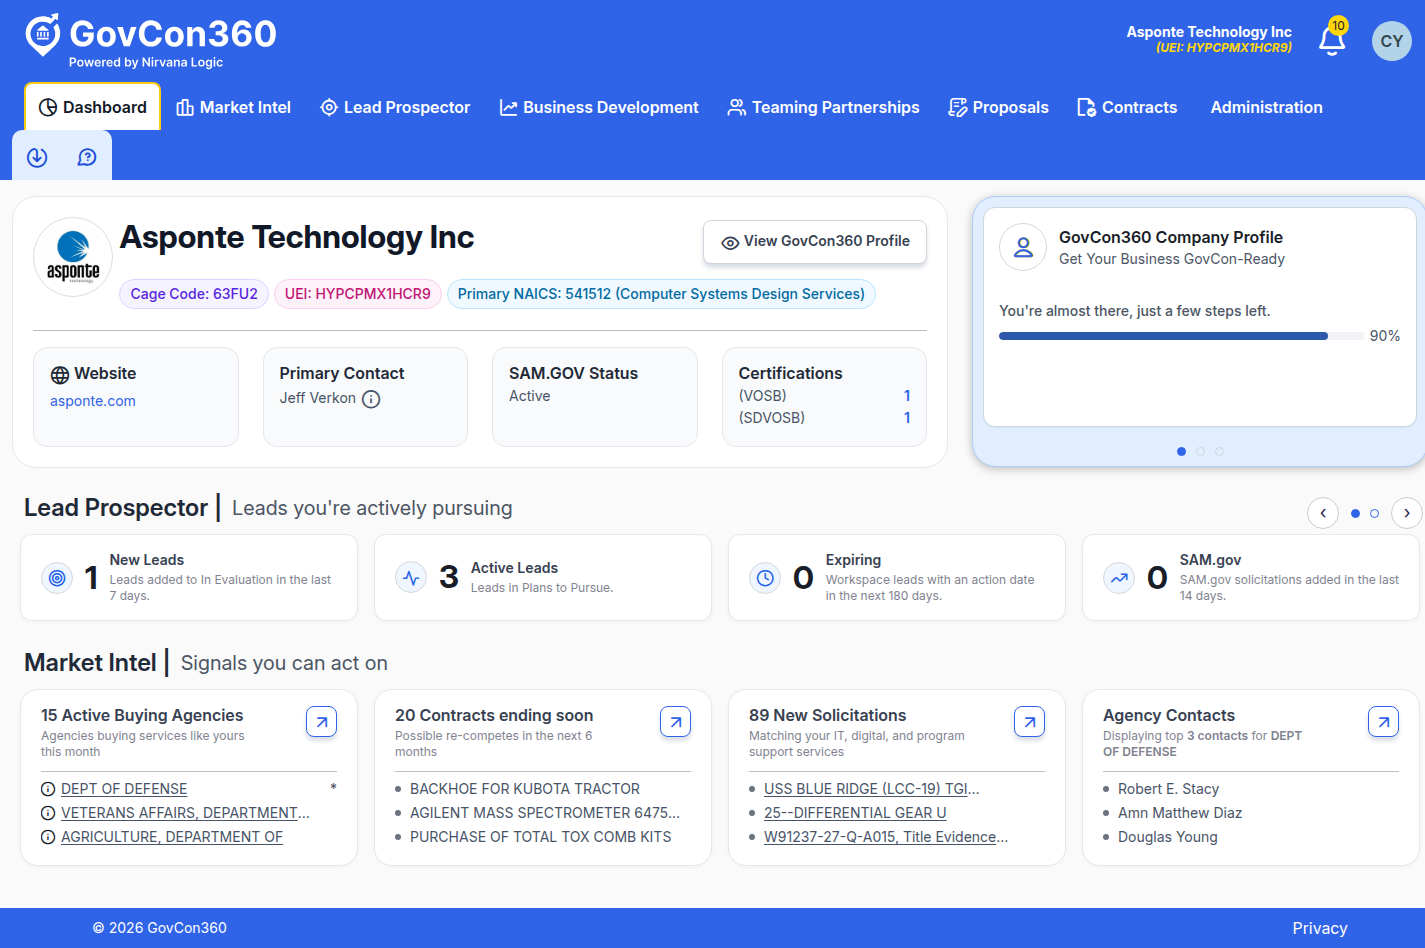 GovCon360
Powered by Nirvana Logic
Asponte Technology Inc
(UEI: HYPCPMX1HCR9)
10
CY
Dashboard
Market Intel
Lead Prospector
Business Development
Teaming Partnerships
Proposals
Contracts
Administration
asponte
technology
Asponte Technology Inc
View GovCon360 Profile
Cage Code: 63FU2
UEI: HYPCPMX1HCR9
Primary NAICS: 541512 (Computer Systems Design Services)
Website
asponte.com
Primary Contact
Jeff Verkon
SAM.GOV Status
Active
Certifications
(VOSB) 1
(SDVOSB) 1
GovCon360 Company Profile
Get Your Business GovCon-Ready
You're almost there, just a few steps left.
90%
Lead Prospector | Leads you're actively pursuing
1
New Leads
Leads added to In Evaluation in the last
7 days.
3
Active Leads
Leads in Plans to Pursue.
0
Expiring
Workspace leads with an action date
in the next 180 days.
0
SAM.gov
SAM.gov solicitations added in the last
14 days.
Market Intel | Signals you can act on
15 Active Buying Agencies
Agencies buying services like yours
this month
DEPT OF DEFENSE *
VETERANS AFFAIRS, DEPARTMENT...
AGRICULTURE, DEPARTMENT OF
20 Contracts ending soon
Possible re-competes in the next 6
months
BACKHOE FOR KUBOTA TRACTOR
AGILENT MASS SPECTROMETER 6475...
PURCHASE OF TOTAL TOX COMB KITS
89 New Solicitations
Matching your IT, digital, and program
support services
USS BLUE RIDGE (LCC-19) TGI...
25--DIFFERENTIAL GEAR U
W91237-27-Q-A015, Title Evidence...
Agency Contacts
Displaying top 3 contacts for DEPT
OF DEFENSE
Robert E. Stacy
Amn Matthew Diaz
Douglas Young
© 2026 GovCon360
Privacy